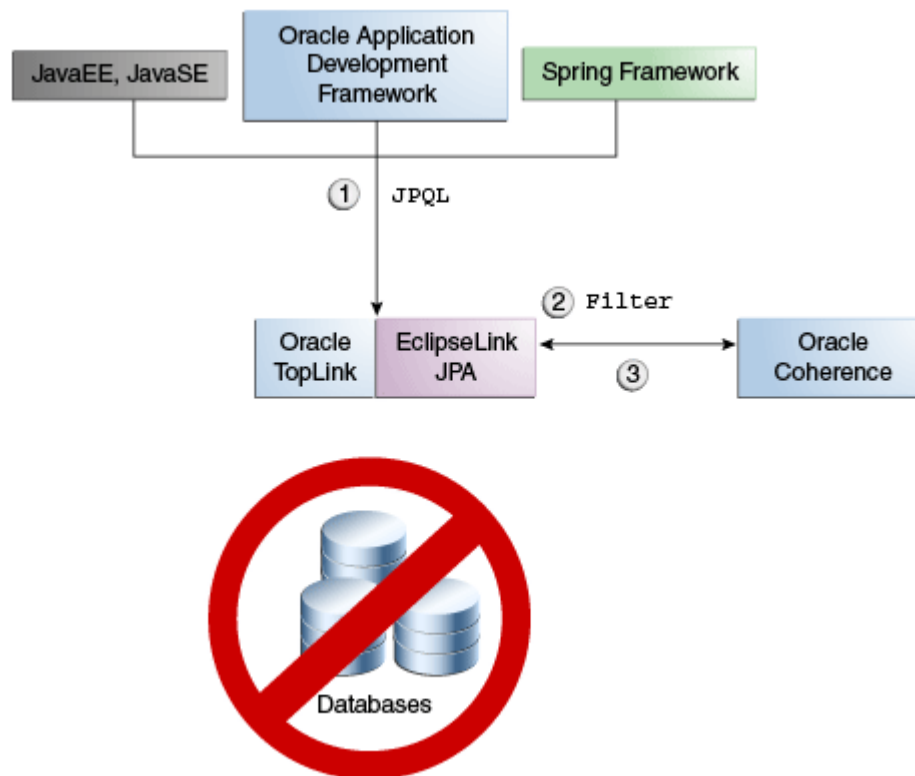 Oracle Application
Development
Framework
JavaEE, JavaSE
Spring Framework
1 JPQL
2 Filter
Oracle
TopLink
EclipseLink
JPA
3
Oracle
Coherence
Databases